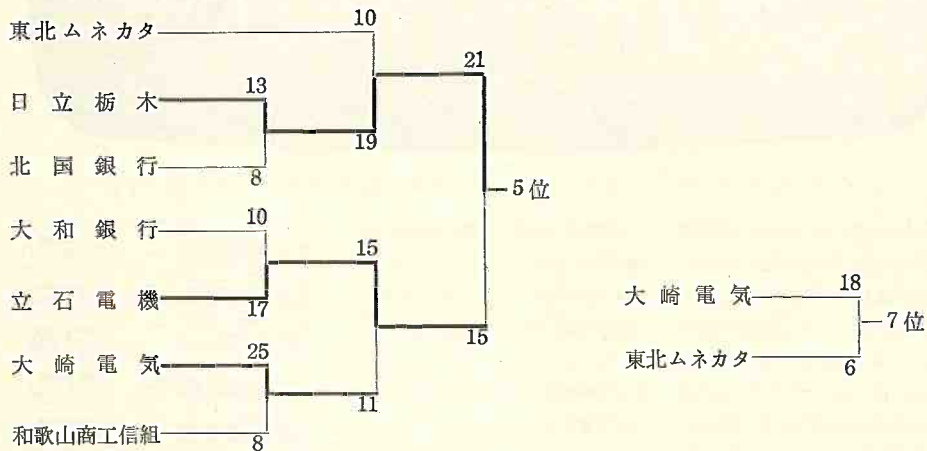 東北ムネカタ 10
21
日立栃木 13
19
北国銀行 8
5位
大和銀行 10
15
立石電機 17
15
大崎電気 25
11
和歌山商工信組 8
大崎電気 18
7位
東北ムネカタ 6